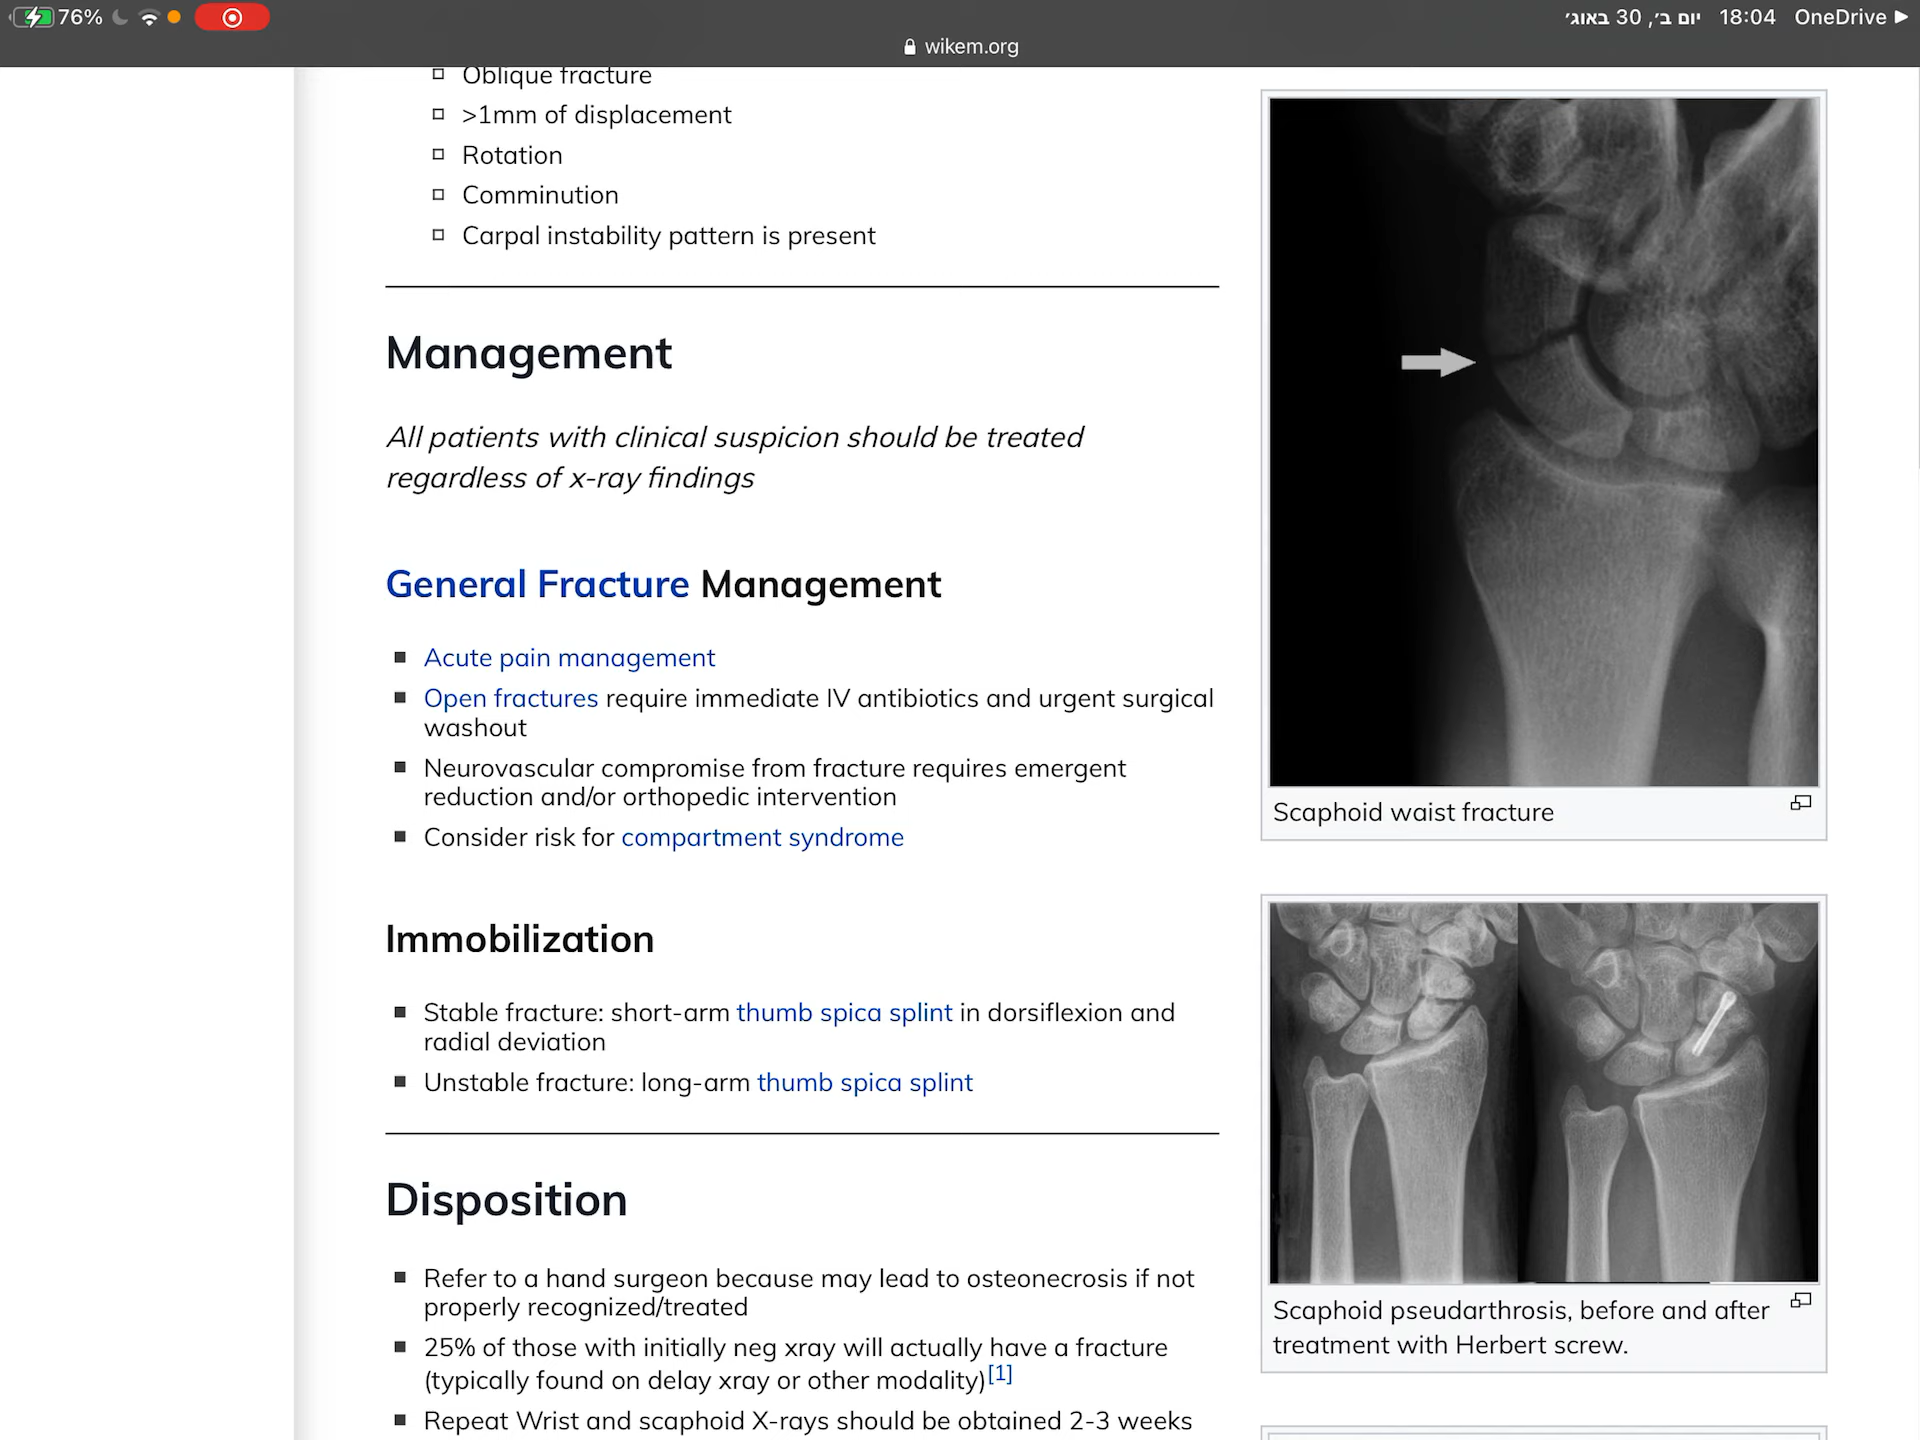 76%
יום ב׳, 30 באוג׳ 18:04 OneDrive
wikem.org
Oblique fracture
>1mm of displacement
Rotation
Comminution
Carpal instability pattern is present
Management
All patients with clinical suspicion should be treated
regardless of x-ray findings
General Fracture Management
Acute pain management
Open fractures require immediate IV antibiotics and urgent surgical
washout
Neurovascular compromise from fracture requires emergent
reduction and/or orthopedic intervention
Consider risk for compartment syndrome
Immobilization
Stable fracture: short-arm thumb spica splint in dorsiflexion and
radial deviation
Unstable fracture: long-arm thumb spica splint
Disposition
Refer to a hand surgeon because may lead to osteonecrosis if not
properly recognized/treated
25% of those with initially neg xray will actually have a fracture
(typically found on delay xray or other modality)[1]
Repeat Wrist and scaphoid X-rays should be obtained 2-3 weeks
Scaphoid waist fracture
Scaphoid pseudarthrosis, before and after
treatment with Herbert screw.